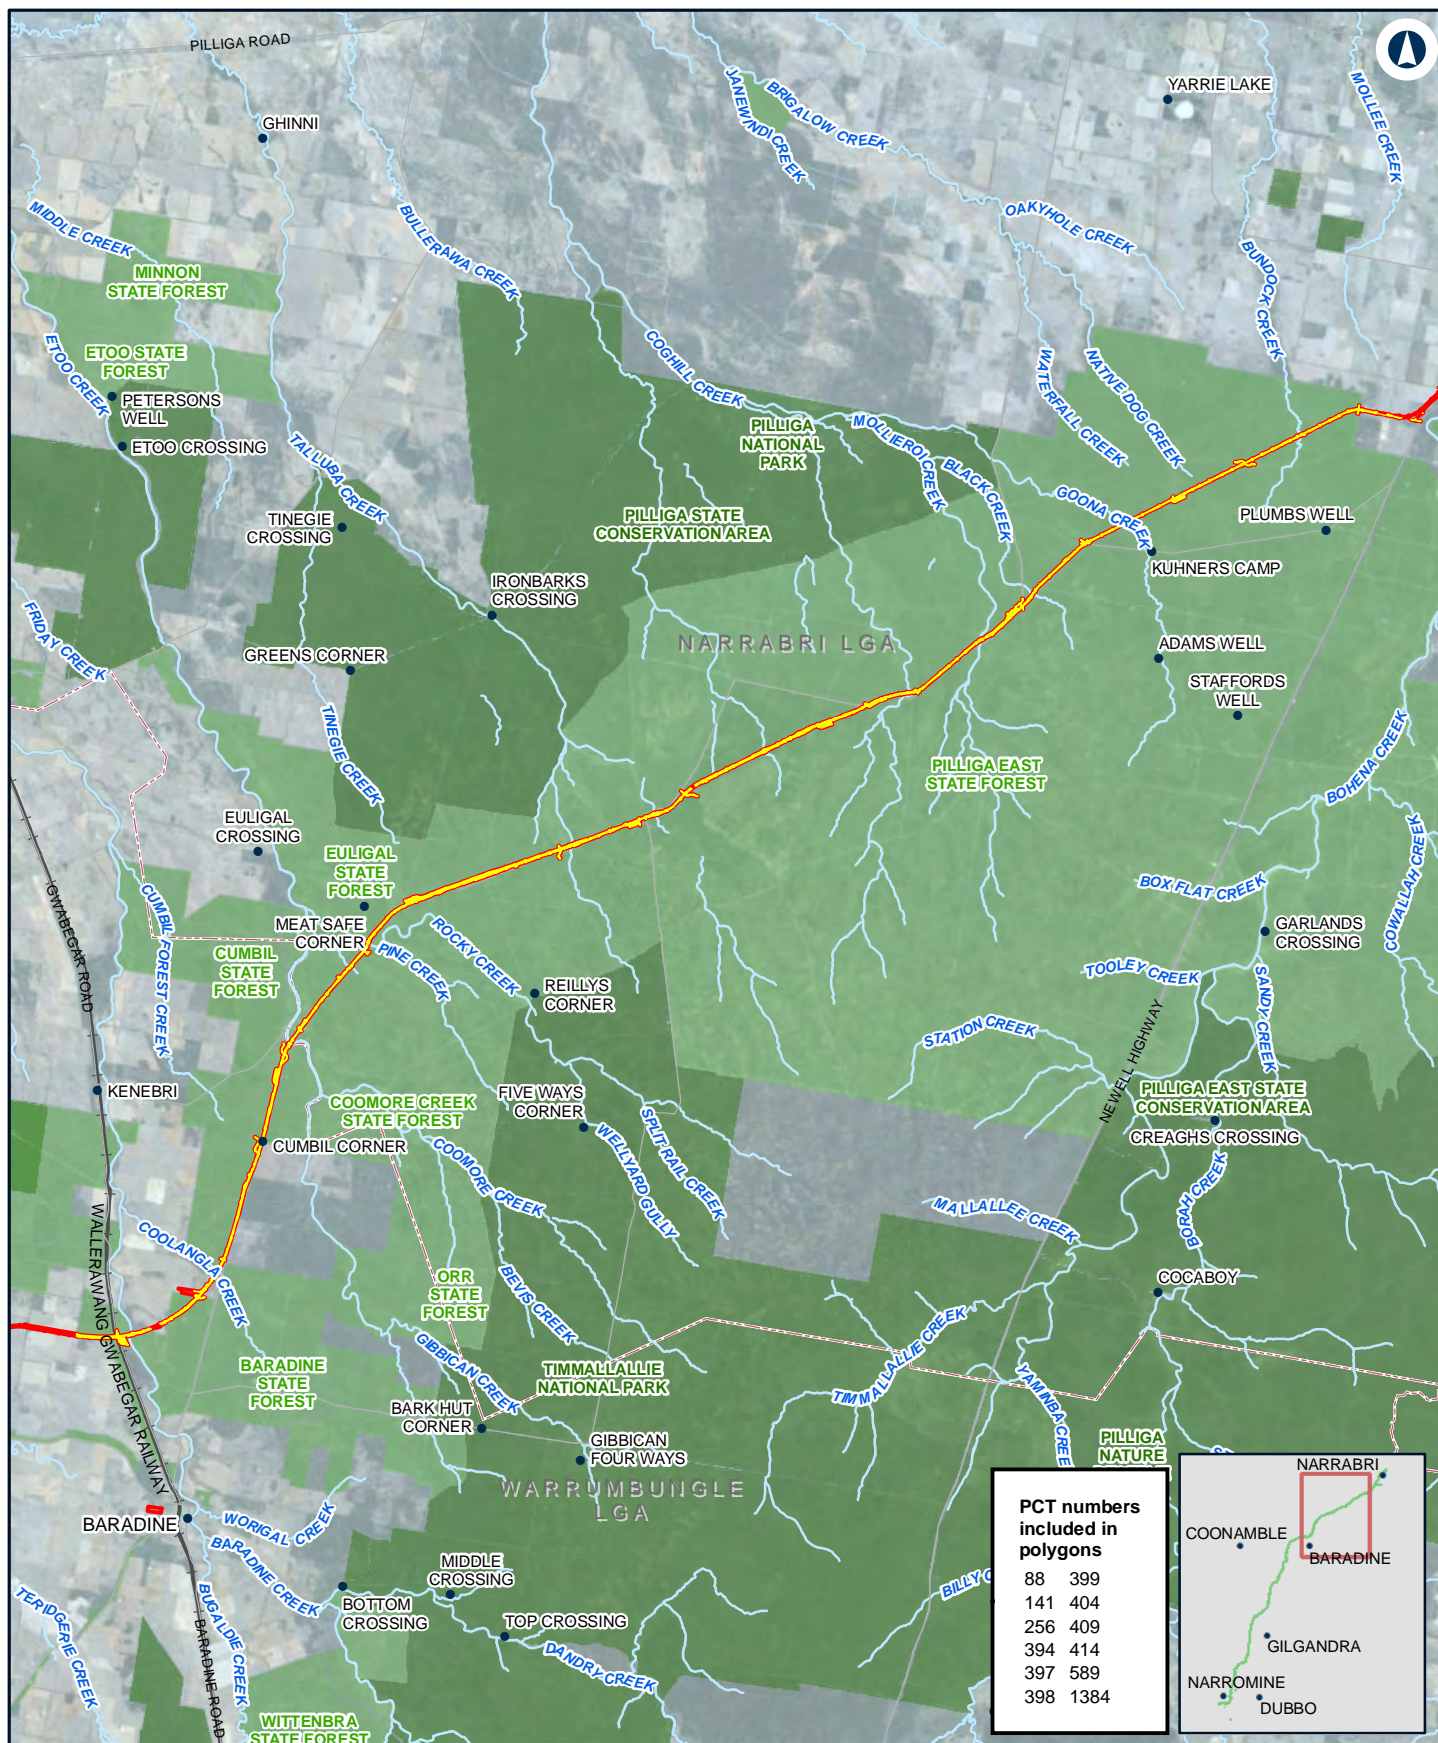 PILLIGA ROAD
YARRIE LAKE
GHINNI
JANEWINDI CREEK
BRIGALOW CREEK
MOLLEE CREEK
MIDDLE CREEK
BULLERAWA CREEK
OAKYHOLE CREEK
BUNDOCK CREEK
MINNON
STATE FOREST
ETOO CREEK
ETOO STATE
FOREST
PETERSONS
WELL
ETOO CROSSING
COGHILL CREEK
WATERFALL CREEK
NATIVE DOG CREEK
PILLIGA
NATIONAL
PARK
MOLLIEROI CREEK
BLACK CREEK
GOONA CREEK
TALLUBA CREEK
TINEGIE
CROSSING
PILLIGA STATE
CONSERVATION AREA
PLUMBS WELL
KUHNERS CAMP
IRONBARKS
CROSSING
FRIDAY CREEK
GREENS CORNER
NARRABRI LGA
ADAMS WELL
STAFFORDS
WELL
TINEGIE CREEK
PILLIGA EAST
STATE FOREST
BOHENA CREEK
EULIGAL
CROSSING
EULIGAL
STATE
FOREST
COWALLAH CREEK
GWABEGAR ROAD
CUMBIL FOREST CREEK
BOX FLAT CREEK
MEAT SAFE
CORNER
GARLANDS
CROSSING
CUMBIL
STATE
FOREST
PINE CREEK
ROCKY CREEK
REILLYS
CORNER
TOOLEY CREEK
SANDY CREEK
STATION CREEK
NEWELL HIGHWAY
KENEBRI
COOMORE CREEK
STATE FOREST
FIVE WAYS
CORNER
PILLIGA EAST STATE
CONSERVATION AREA
CREAGHS CROSSING
CUMBIL CORNER
COOMORE CREEK
WELLYARD GULLY
SPLIT RAIL CREEK
BORAH CREEK
MALLALLEE CREEK
COOLANGLA CREEK
WALLERAWANG GWABEGAR RAILWAY
ORR
STATE
FOREST
BEVIS CREEK
COCABOY
GIBBICAN CREEK
TIMMALLALLIE CREEK
BARADINE
STATE
FOREST
TIMMALLALLIE
NATIONAL PARK
YAMINBA CREE
BARK HUT
CORNER
GIBBICAN
FOUR WAYS
PILLIGA
NATURE
WARRUMBUNGLE
LGA
BARADINE
WORIGAL CREEK
BARADINE CREEK
MIDDLE
CROSSING
BILLY
BOTTOM
CROSSING
TOP CROSSING
TERIDGERIE CREEK
BUGALDIE CREEK
BARADINE ROAD
DANDRY CREEK
WITTENBRA
STATE FOREST
PCT numbers
included in
polygons
88 399
141 404
256 409
394 414
397 589
398 1384
NARRABRI
COONAMBLE
BARADINE
GILGANDRA
NARROMINE
DUBBO